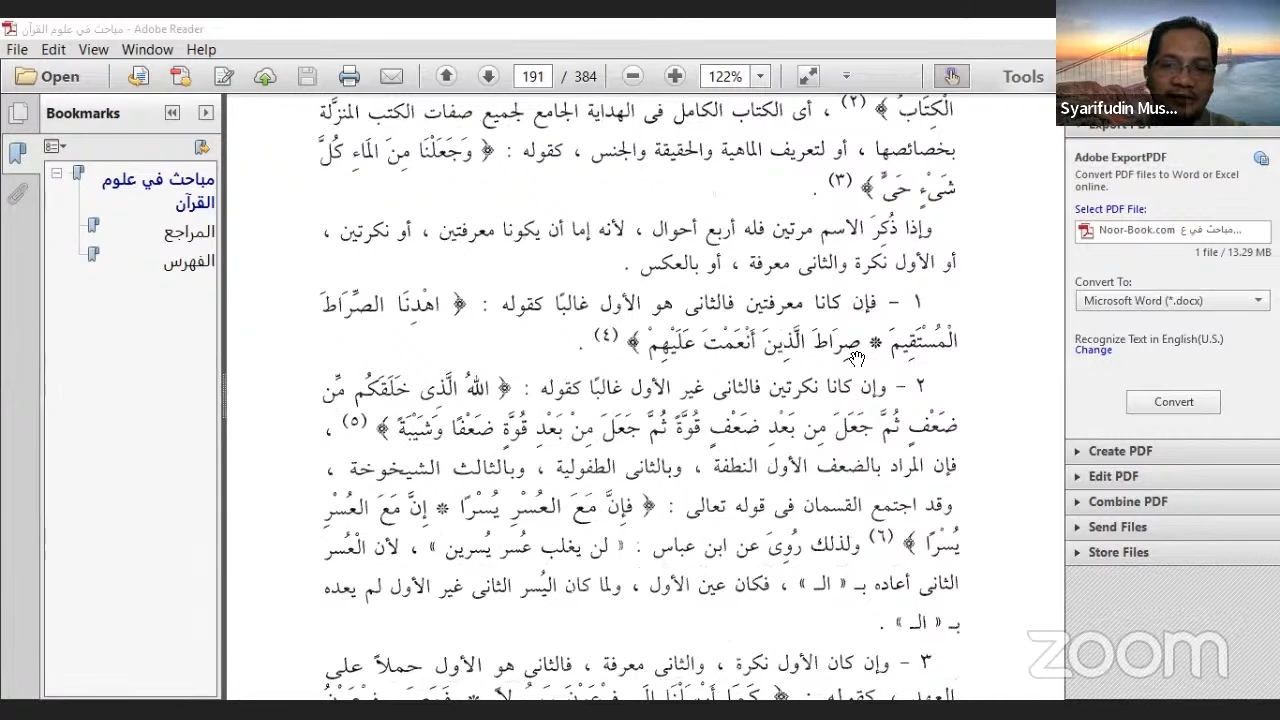 مباحث في علوم القرآن - Adobe Reader
File Edit View Window Help
Open 191 / 384 122% Tools
Syarifudin Mus...
Bookmarks
مباحث في علوم
القرآن
المراجع
الفهرس
الْكِتَابُ ﴾ (٢) ، أى الكتاب الكامل فى الهداية الجامع لجميع صفات الكتب المنزَّلة
بخصائصها ، أو لتعريف الماهية والحقيقة والجنس ، كقوله : ﴿ وَجَعَلْنَا مِنَ الْمَاءِ كُلَّ
شَىْءٍ حَىٍّ ﴾ (٣) .
وإذا ذُكِرَ الاسم مرتين فله أربع أحوال ، لأنه إما أن يكونا معرفتين ، أو نكرتين ،
أو الأول نكرة والثانى معرفة ، أو بالعكس .
١ - فإن كانا معرفتين فالثانى هو الأول غالبًا كقوله : ﴿ اهْدِنَا الصِّرَاطَ
الْمُسْتَقِيمَ * صِرَاطَ الَّذِينَ أَنْعَمْتَ عَلَيْهِمْ ﴾ (٤) .
٢ - وإن كانا نكرتين فالثانى غير الأول غالبًا كقوله : ﴿ اللهُ الَّذِى خَلَقَكُم مِّن
ضَعْفٍ ثُمَّ جَعَلَ مِن بَعْدِ ضَعْفٍ قُوَّةً ثُمَّ جَعَلَ مِنْ بَعْدِ قُوَّةٍ ضَعْفًا وَشَيْبَةً ﴾ (٥) ،
فإن المراد بالضعف الأول النطفة ، وبالثانى الطفولية ، وبالثالث الشيخوخة ،
وقد اجتمع القسمان فى قوله تعالى : ﴿ فَإِنَّ مَعَ الْعُسْرِ يُسْرًا * إِنَّ مَعَ الْعُسْرِ
يُسْرًا ﴾ (٦) ولذلك رُوِىَ عن ابن عباس : « لن يغلب عُسر يُسرين » ، لأن الْعُسر
الثانى أعاده بـ « الـ » ، فكان عين الأول ، ولما كان اليُسر الثانى غير الأول لم يعده
بـ « الـ » .
٣ - وإن كان الأول نكرة ، والثانى معرفة ، فالثانى هو الأول حملاً على
Export PDF
Adobe ExportPDF
Convert PDF files to Word or Excel
online.
Select PDF File:
Noor-Book.com مباحث في ع...
1 file / 13.29 MB
Convert To:
Microsoft Word (*.docx)
Recognize Text in English(U.S.)
Change
Convert
Create PDF
Edit PDF
Combine PDF
Send Files
Store Files
zoom